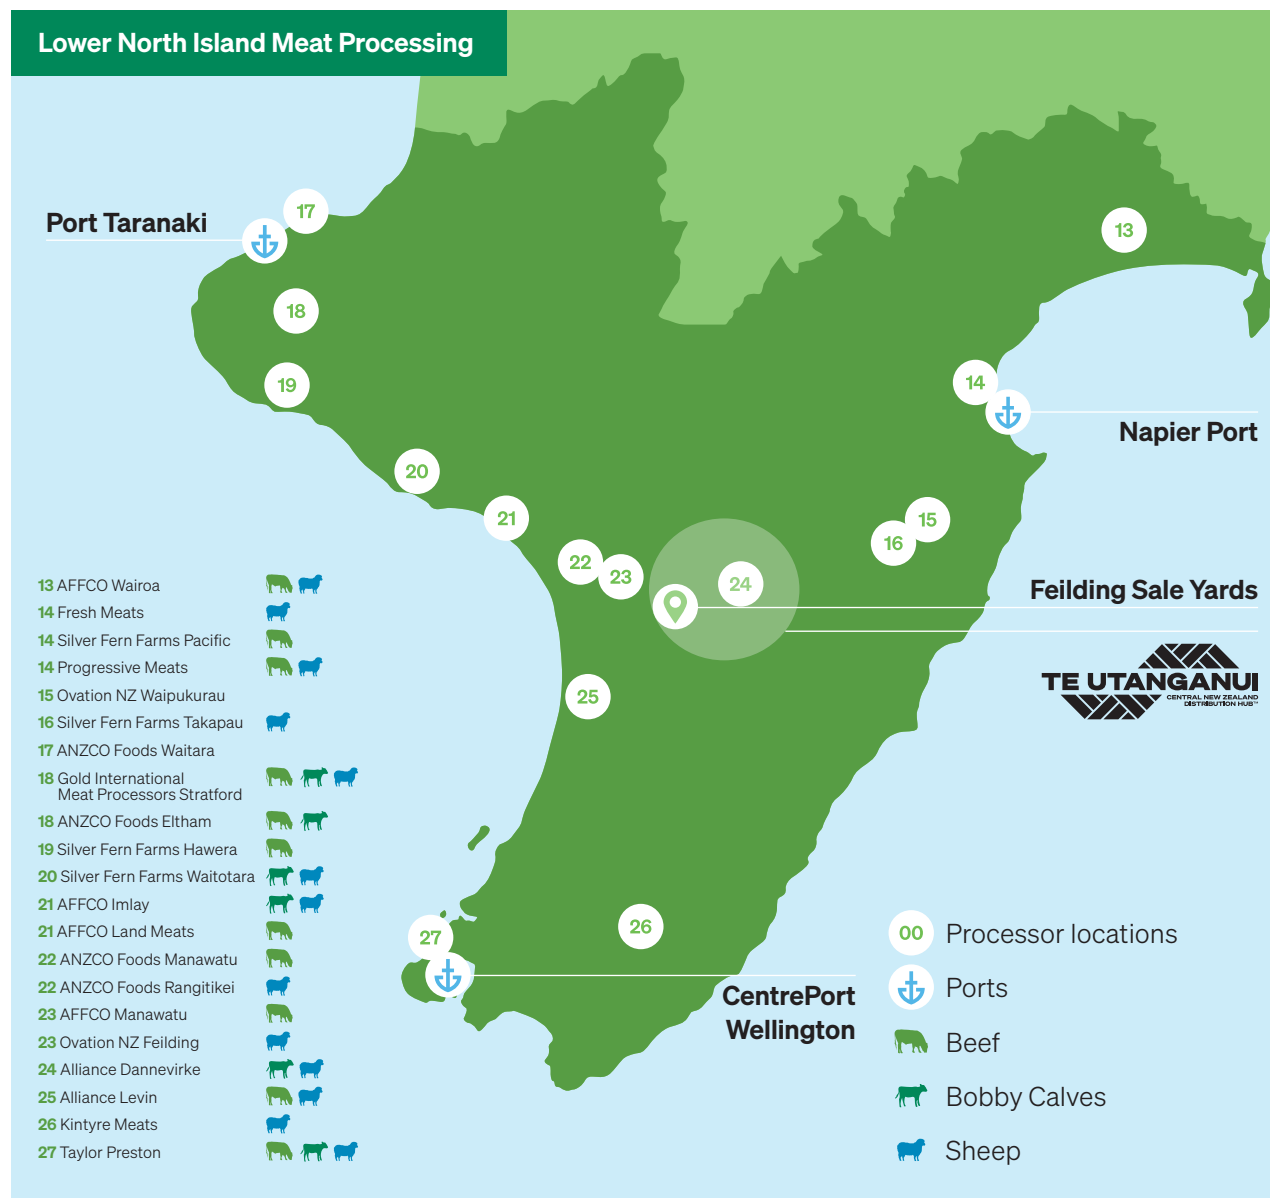 Lower North Island Meat Processing
Port Taranaki
17
13
18
19
14
Napier Port
20
21
15
16
22
23
24
Feilding Sale Yards
TE UTANGANUI
CENTRAL NEW ZEALAND
DISTRIBUTION HUB™
25
26
27
CentrePort
Wellington
13 AFFCO Wairoa
14 Fresh Meats
14 Silver Fern Farms Pacific
14 Progressive Meats
15 Ovation NZ Waipukurau
16 Silver Fern Farms Takapau
17 ANZCO Foods Waitara
18 Gold International
Meat Processors Stratford
18 ANZCO Foods Eltham
19 Silver Fern Farms Hawera
20 Silver Fern Farms Waitotara
21 AFFCO Imlay
21 AFFCO Land Meats
22 ANZCO Foods Manawatu
22 ANZCO Foods Rangitikei
23 AFFCO Manawatu
23 Ovation NZ Feilding
24 Alliance Dannevirke
25 Alliance Levin
26 Kintyre Meats
27 Taylor Preston
00 Processor locations
Ports
Beef
Bobby Calves
Sheep